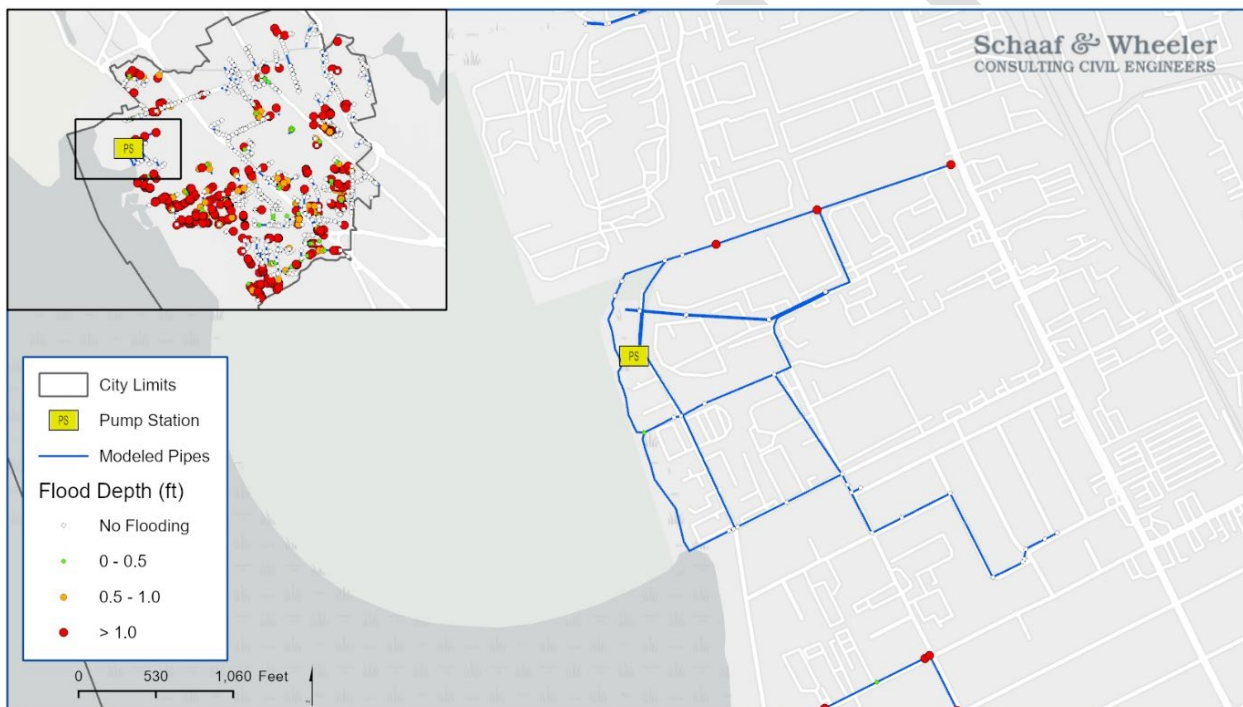 PS
Schaaf & Wheeler
CONSULTING CIVIL ENGINEERS
PS
City Limits
PS
Pump Station
Modeled Pipes
Flood Depth (ft)
No Flooding
0 - 0.5
0.5 - 1.0
> 1.0
0 530 1,060 Feet